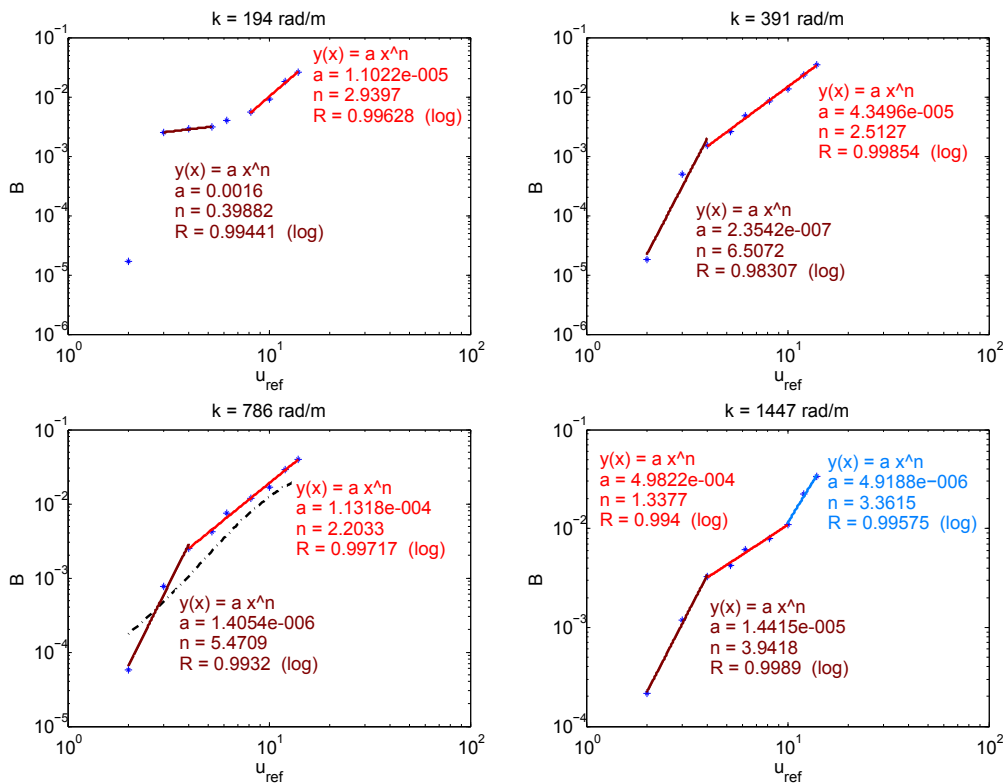 k = 194 rad/m
10^-1
10^-2
10^-3
10^-4
10^-5
10^-6
B
10^0
10^1
10^2
u_ref
y(x) = a x^n
a = 1.1022e-005
n = 2.9397
R = 0.99628 (log)
y(x) = a x^n
a = 0.0016
n = 0.39882
R = 0.99441 (log)
k = 391 rad/m
10^-1
10^-2
10^-3
10^-4
10^-5
10^-6
B
10^0
10^1
10^2
u_ref
y(x) = a x^n
a = 4.3496e-005
n = 2.5127
R = 0.99854 (log)
y(x) = a x^n
a = 2.3542e-007
n = 6.5072
R = 0.98307 (log)
k = 786 rad/m
10^-1
10^-2
10^-3
10^-4
10^-5
B
10^0
10^1
10^2
u_ref
y(x) = a x^n
a = 1.1318e-004
n = 2.2033
R = 0.99717 (log)
y(x) = a x^n
a = 1.4054e-006
n = 5.4709
R = 0.9932 (log)
k = 1447 rad/m
10^-1
10^-2
10^-3
10^-4
B
10^0
10^1
10^2
u_ref
y(x) = a x^n
a = 4.9822e-004
n = 1.3377
R = 0.994 (log)
y(x) = a x^n
a = 4.9188e-006
n = 3.3615
R = 0.99575 (log)
y(x) = a x^n
a = 1.4415e-005
n = 3.9418
R = 0.9989 (log)